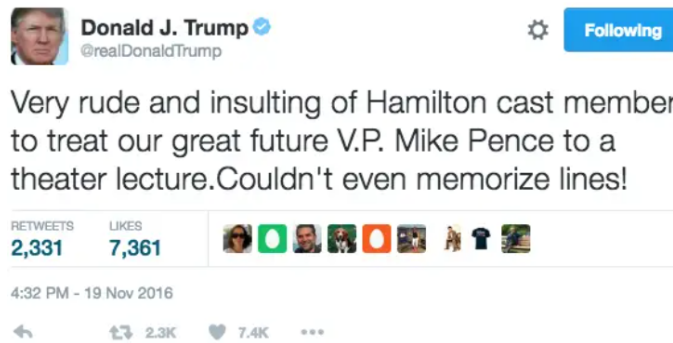 Donald J. Trump
@realDonaldTrump
Following
Very rude and insulting of Hamilton cast member
to treat our great future V.P. Mike Pence to a
theater lecture.Couldn't even memorize lines!
RETWEETS LIKES
2,331 7,361
4:32 PM - 19 Nov 2016
2.3K 7.4K